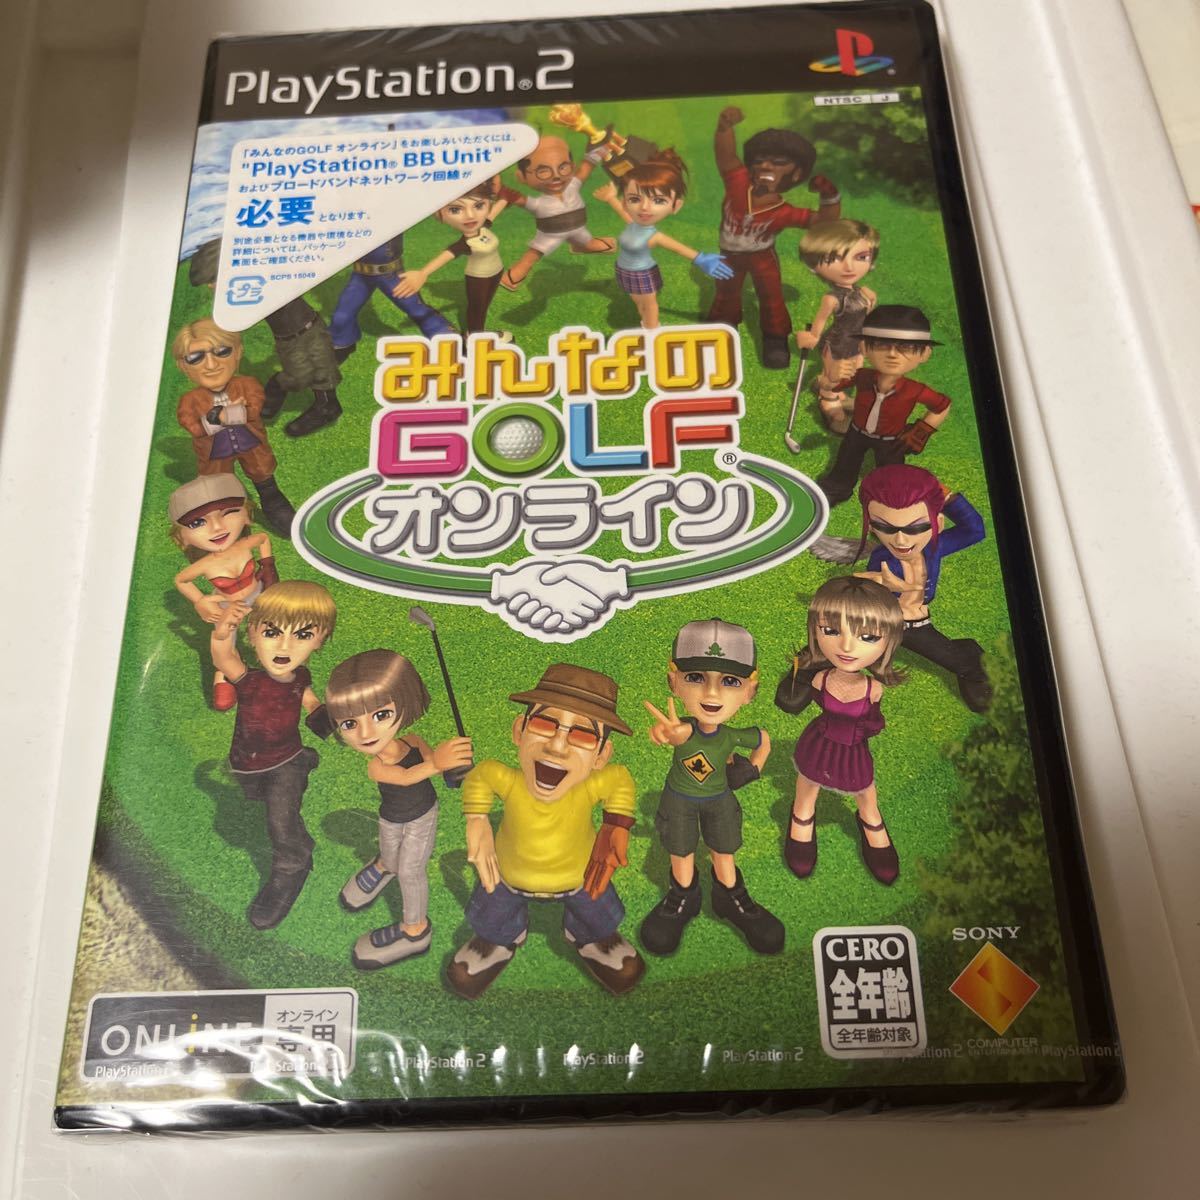 PlayStation®2
NTSC J
「みんなのGOLF オンライン」をお楽しみいただくには、
"PlayStation® BB Unit"
およびブロードバンドネットワーク回線が
必要となります。
別途必要となる機器や環境などの
詳細については、パッケージ
裏面をご確認ください。
プラ
SCPS 15049
みんなの
GOLF®
オンライン
CERO
全年齢
全年齢対象
SONY
COMPUTER
ENTERTAINMENT
ONLiNE
オンライン
専用
PlayStation 2
PlayStation 2
PlayStation 2